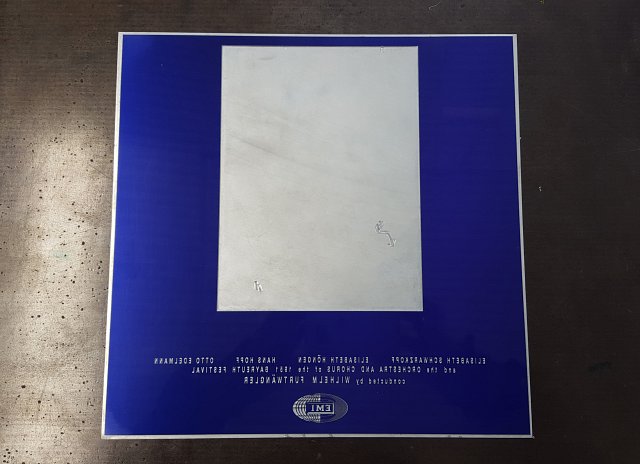 ELISABETH SCHWARZKOPF ELISABETH HÖNGEN HANS HOPF OTTO EDELMANN
and the ORCHESTRA AND CHORUS of the 1951 BAYREUTH FESTIVAL
conducted by WILHELM FURTWÄNGLER
EMI